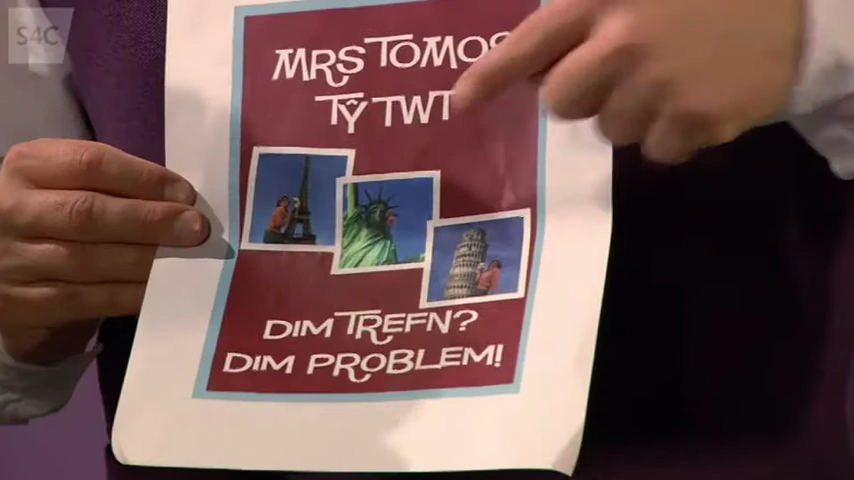 S4C
MRS TOMOS
TŶ TWT
DIM TREFN?
DIM PROBLEM!